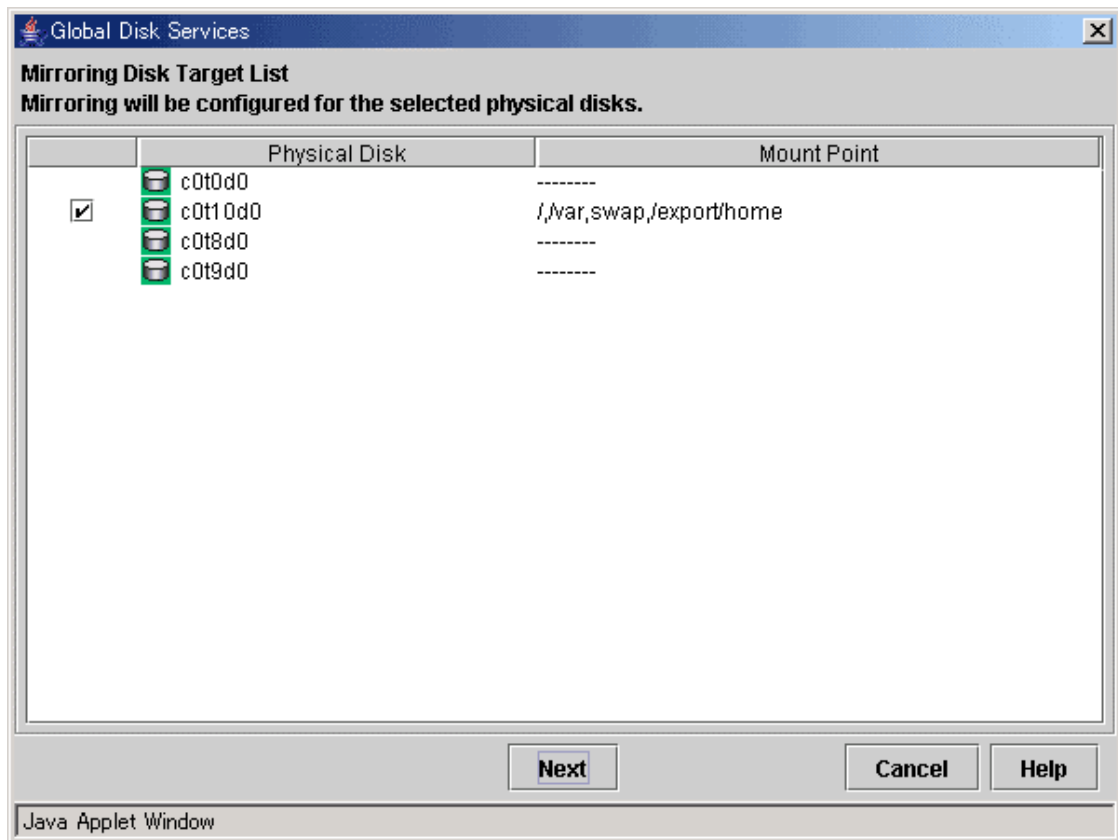 Global Disk Services
Mirroring Disk Target List
Mirroring will be configured for the selected physical disks.
Physical Disk Mount Point
c0t0d0 --------
c0t10d0 /,/var,swap,/export/home
c0t8d0 --------
c0t9d0 --------
Next Cancel Help
Java Applet Window